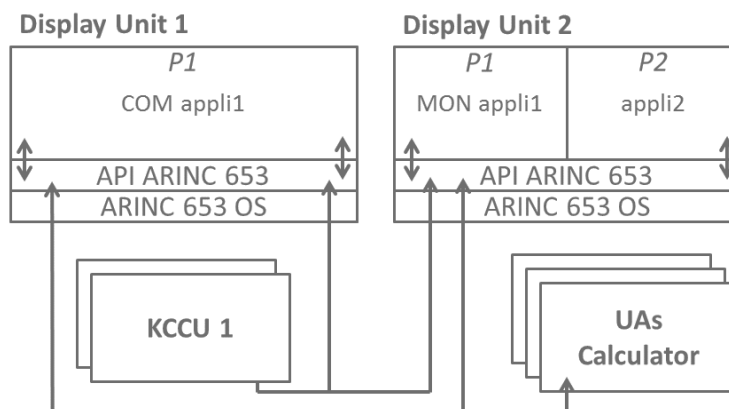 Display Unit 1
P1
COM appli1
API ARINC 653
ARINC 653 OS
Display Unit 2
P1
P2
MON appli1
appli2
API ARINC 653
ARINC 653 OS
KCCU 1
UAs
Calculator